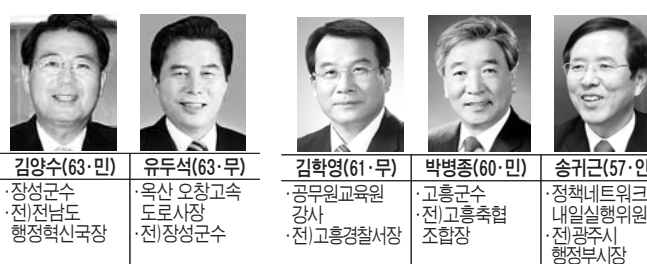 김양수(63·민)
·장성군수
·전)전남도
행정혁신국장
유두석(63·무)
·옥산 오창고속
도로사장
·전)장성군수
김학영(61·무)
·공무원교육원
강사
·전)고흥경찰서장
박병종(60·민)
·고흥군수
·전)고흥축협
조합장
송귀근(57·안
·정책네트워크
내일실행위원
·전)광주시
행정부시장